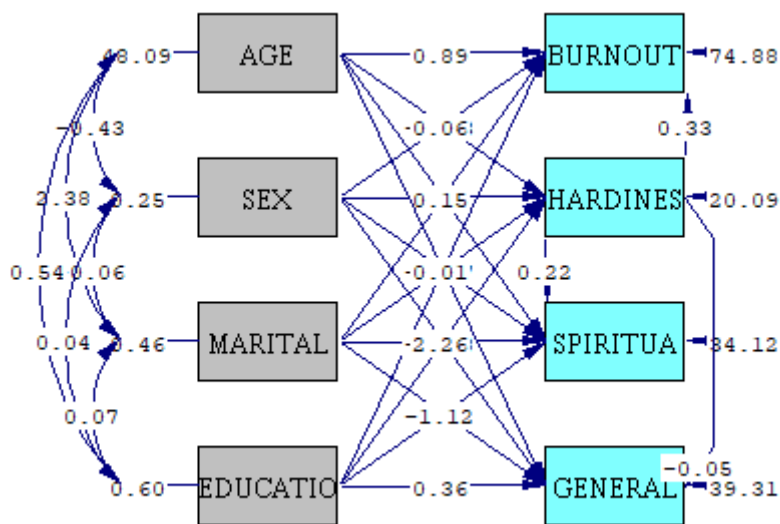 48.09 AGE 0.89 BURNOUT 74.88
-0.43 -0.06 0.33
2.38 0.25 SEX 0.15 HARDINES 20.09
0.54 0.06 -0.01 0.22
0.04 0.46 MARITAL -2.26 SPIRITUA 84.12
0.07 -1.12
-0.05
0.60 EDUCATIO 0.36 GENERAL 39.31